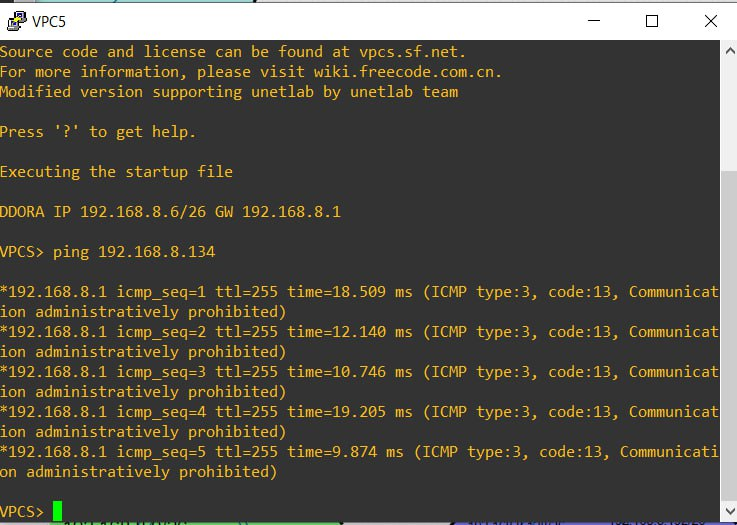 VPC5
Source code and license can be found at vpcs.sf.net.
For more information, please visit wiki.freecode.com.cn.
Modified version supporting unetlab by unetlab team
Press '?' to get help.
Executing the startup file
DDORA IP 192.168.8.6/26 GW 192.168.8.1
VPCS> ping 192.168.8.134
*192.168.8.1 icmp_seq=1 ttl=255 time=18.509 ms (ICMP type:3, code:13, Communicat
ion administratively prohibited)
*192.168.8.1 icmp_seq=2 ttl=255 time=12.140 ms (ICMP type:3, code:13, Communicat
ion administratively prohibited)
*192.168.8.1 icmp_seq=3 ttl=255 time=10.746 ms (ICMP type:3, code:13, Communicat
ion administratively prohibited)
*192.168.8.1 icmp_seq=4 ttl=255 time=19.205 ms (ICMP type:3, code:13, Communicat
ion administratively prohibited)
*192.168.8.1 icmp_seq=5 ttl=255 time=9.874 ms (ICMP type:3, code:13, Communicati
on administratively prohibited)
VPCS>